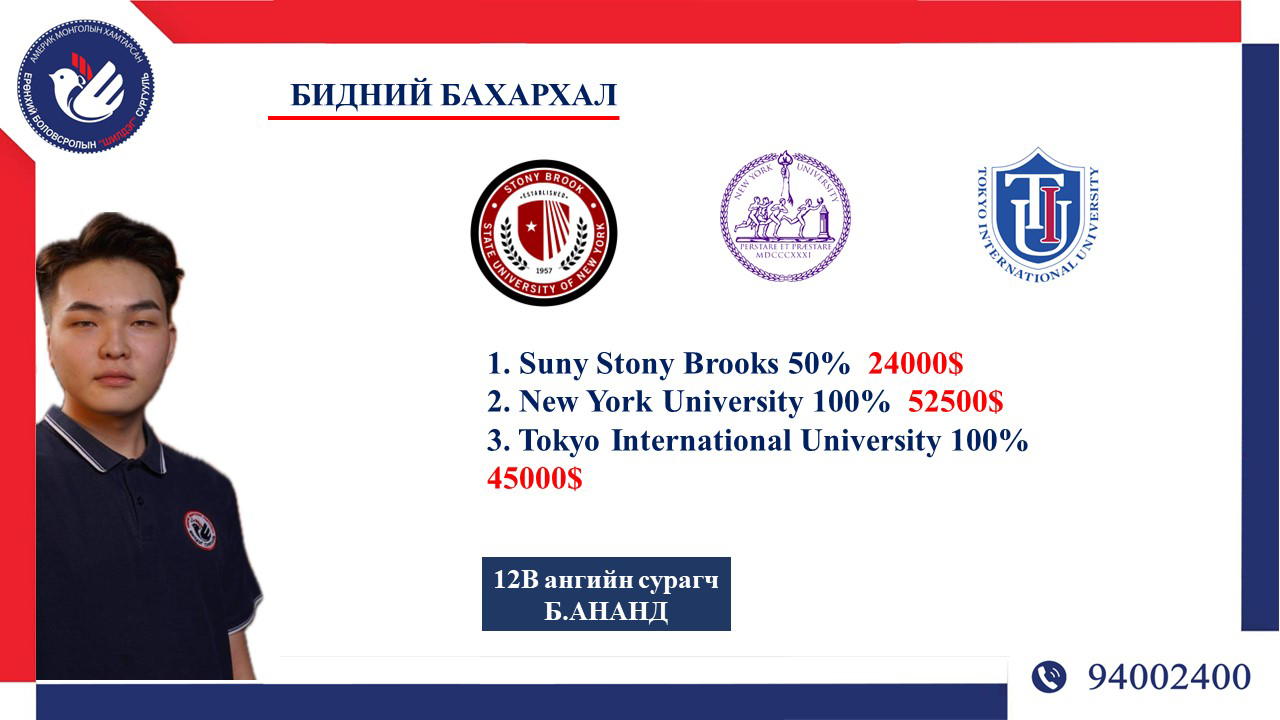 АМЕРИК МОНГОЛЫН ХАМТАРСАН
ЕРӨНХИЙ БОЛОВСРОЛЫН "ШИЛДЭГ" СУРГУУЛЬ
БИДНИЙ БАХАРХАЛ
STONY BROOK
ESTABLISHED
1957
STATE UNIVERSITY OF NEW YORK
NEW YORK UNIVERSITY
PERSTARE ET PRÆSTARE
MDCCCXXXI
TIU
TOKYO INTERNATIONAL UNIVERSITY
1. Suny Stony Brooks 50% 24000$
2. New York University 100% 52500$
3. Tokyo International University 100%
45000$
12В ангийн сурагч
Б.АНАНД
94002400